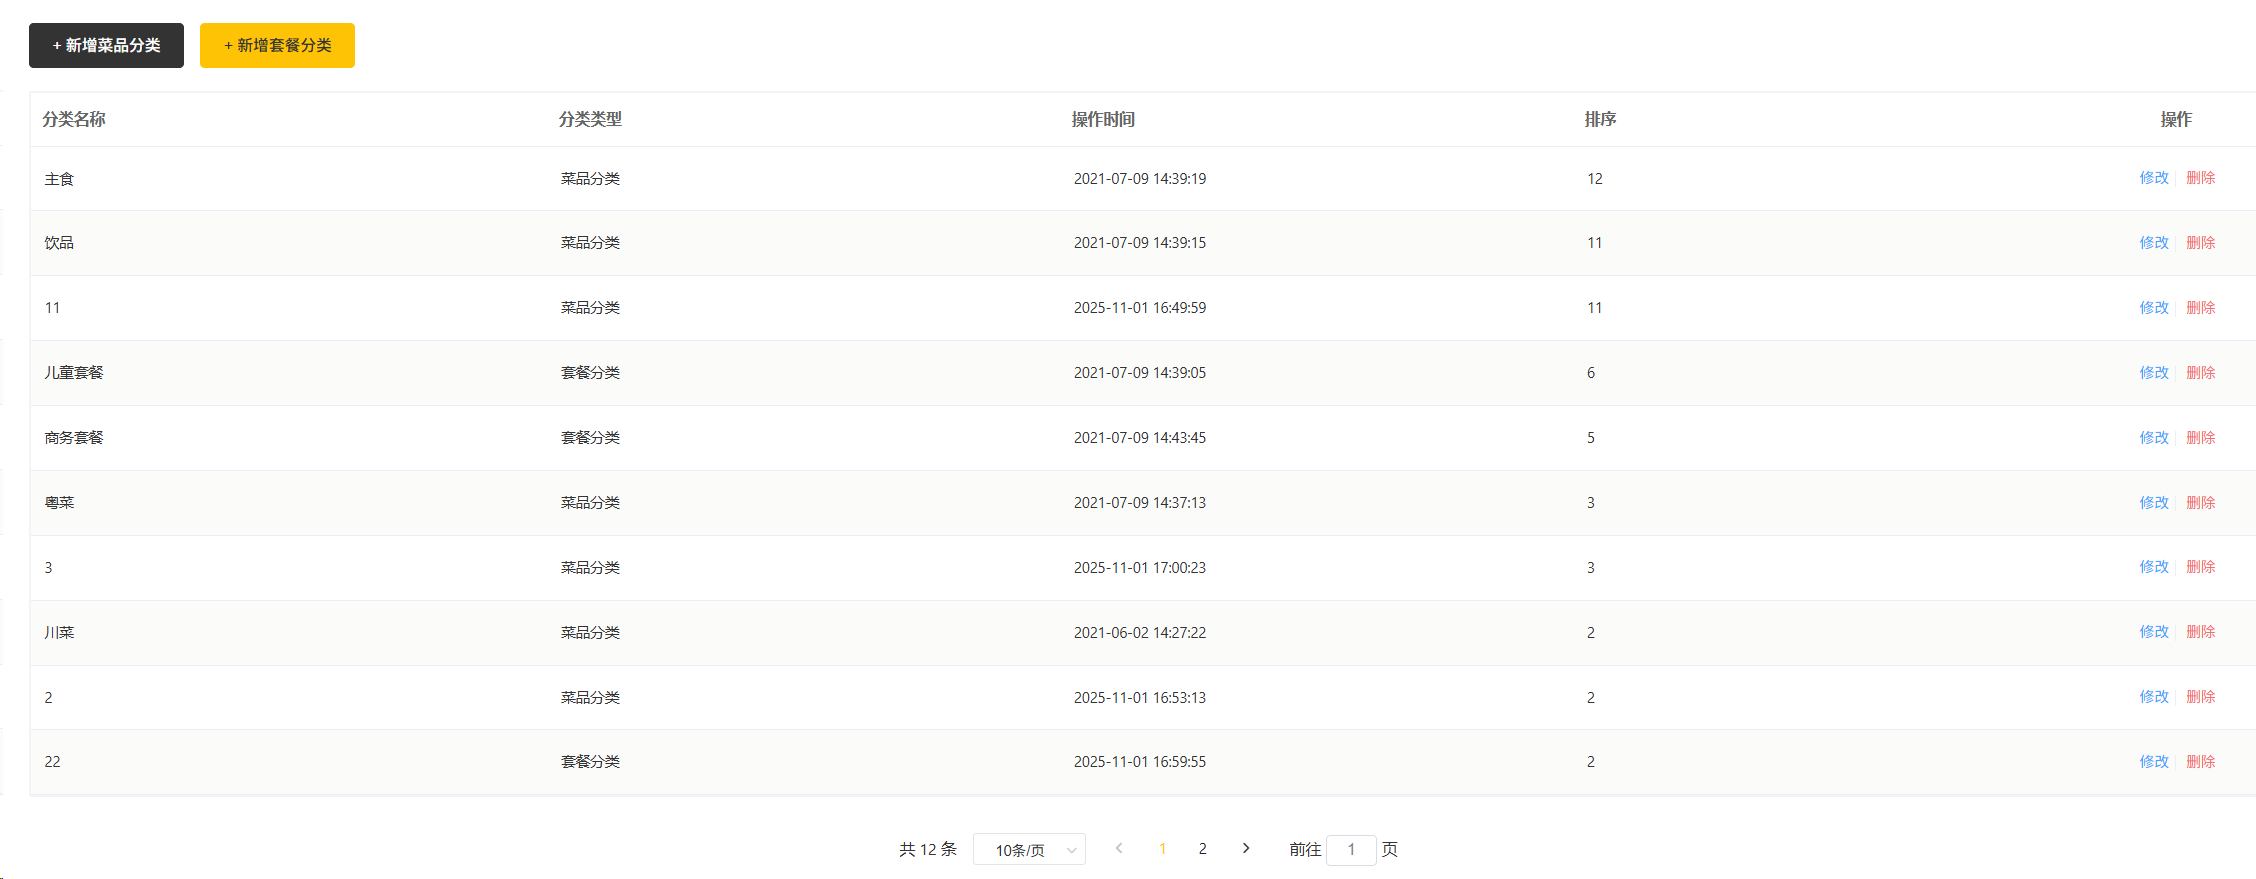 + 新增菜品分类 + 新增套餐分类
分类名称 分类类型 操作时间 排序 操作
主食 菜品分类 2021-07-09 14:39:19 12 修改 删除
饮品 菜品分类 2021-07-09 14:39:15 11 修改 删除
11 菜品分类 2025-11-01 16:49:59 11 修改 删除
儿童套餐 套餐分类 2021-07-09 14:39:05 6 修改 删除
商务套餐 套餐分类 2021-07-09 14:43:45 5 修改 删除
粤菜 菜品分类 2021-07-09 14:37:13 3 修改 删除
3 菜品分类 2025-11-01 17:00:23 3 修改 删除
川菜 菜品分类 2021-06-02 14:27:22 2 修改 删除
2 菜品分类 2025-11-01 16:53:13 2 修改 删除
22 套餐分类 2025-11-01 16:59:55 2 修改 删除
共 12 条 10条/页 1 2 前往 1 页